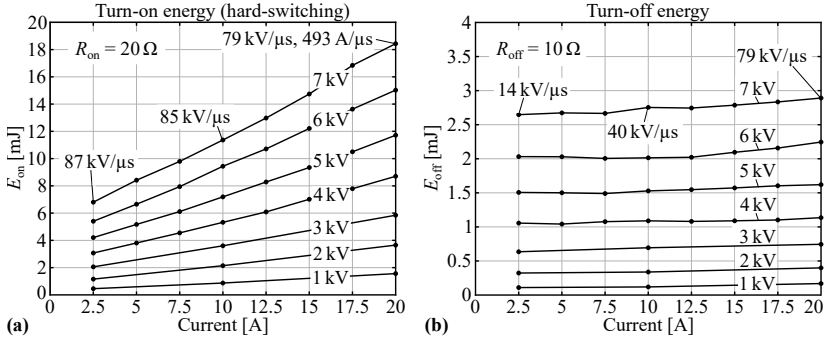 Turn-on energy (hard-switching)
20
18
16
14
12
10
8
6
4
2
0
E_on [mJ]
R_on = 20 Ω
79 kV/µs, 493 A/µs
85 kV/µs
87 kV/µs
7 kV
6 kV
5 kV
4 kV
3 kV
2 kV
1 kV
0 2.5 5 7.5 10 12.5 15 17.5 20
(a) Current [A]
Turn-off energy
4
3.5
3
2.5
2
1.5
1
0.5
0
E_off [mJ]
R_off = 10 Ω
79 kV/µs
14 kV/µs
40 kV/µs
7 kV
6 kV
5 kV
4 kV
3 kV
2 kV
1 kV
0 2.5 5 7.5 10 12.5 15 17.5 20
(b) Current [A]